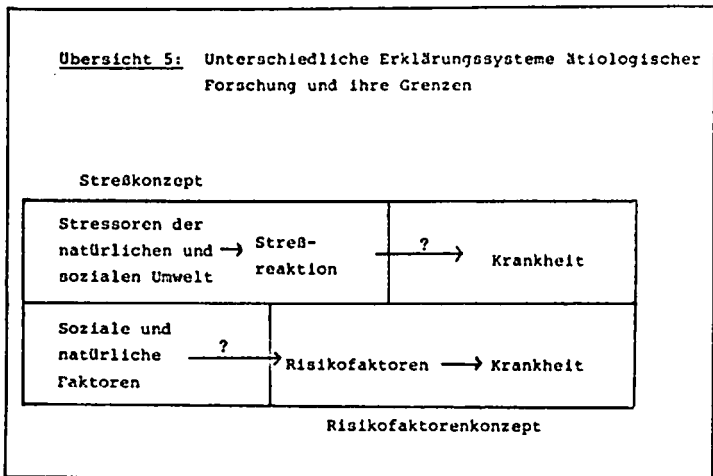 Übersicht 5: Unterschiedliche Erklärungssysteme ätiologischer
Forschung und ihre Grenzen
Streßkonzept
Stressoren der
natürlichen und
sozialen Umwelt
→ Streß-
reaktion
?
Krankheit
Soziale und
natürliche
Faktoren
?
Risikofaktoren → Krankheit
Risikofaktorenkonzept